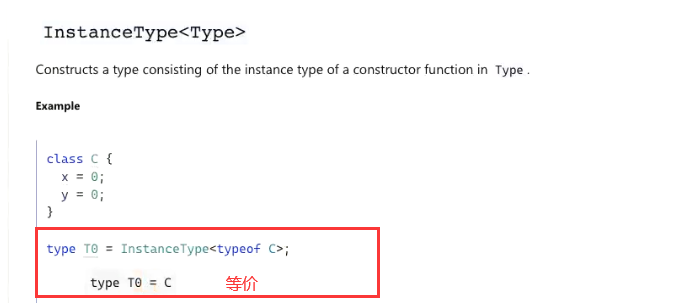 InstanceType<Type>
Constructs a type consisting of the instance type of a constructor function in Type.
Example
class C {
  x = 0;
  y = 0;
}
type T0 = InstanceType<typeof C>;
type T0 = C 等价